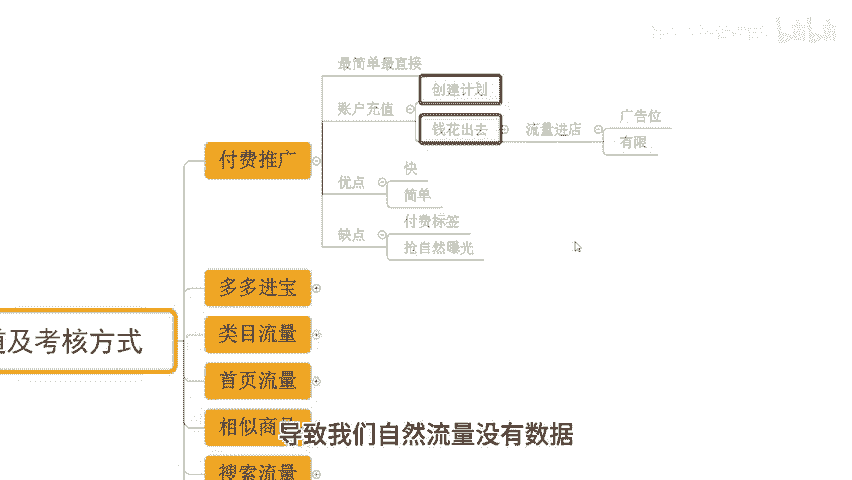 bilibili
最简单最直接
创建计划
账户充值
钱花出去
流量进店
广告位
有限
付费推广
优点
快
简单
缺点
付费标签
抢自然曝光
多多进宝
及考核方式
类目流量
首页流量
相似商
搜索流量
导致我们自然流量没有数据